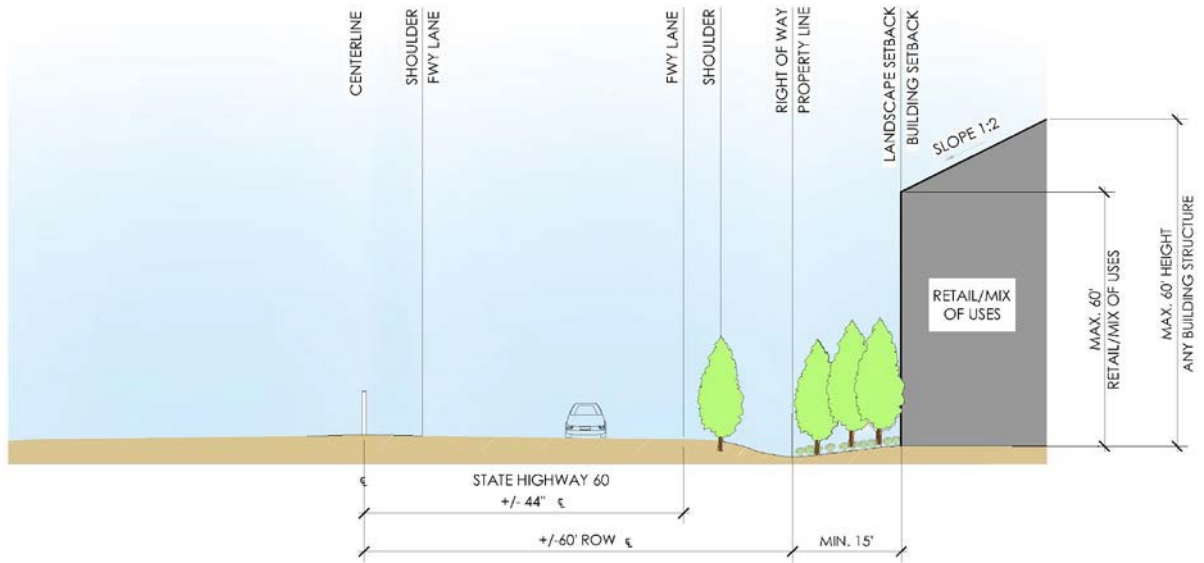 CENTERLINE
SHOULDER
FWY LANE
FWY LANE
SHOULDER
RIGHT OF WAY
PROPERTY LINE
LANDSCAPE SETBACK
BUILDING SETBACK
SLOPE 1:2
RETAIL/MIX
OF USES
MAX. 60'
RETAIL/MIX OF USES
MAX. 60' HEIGHT
ANY BUILDING STRUCTURE
℄
STATE HIGHWAY 60
+/- 44" ℄
+/-60' ROW ℄
MIN. 15'